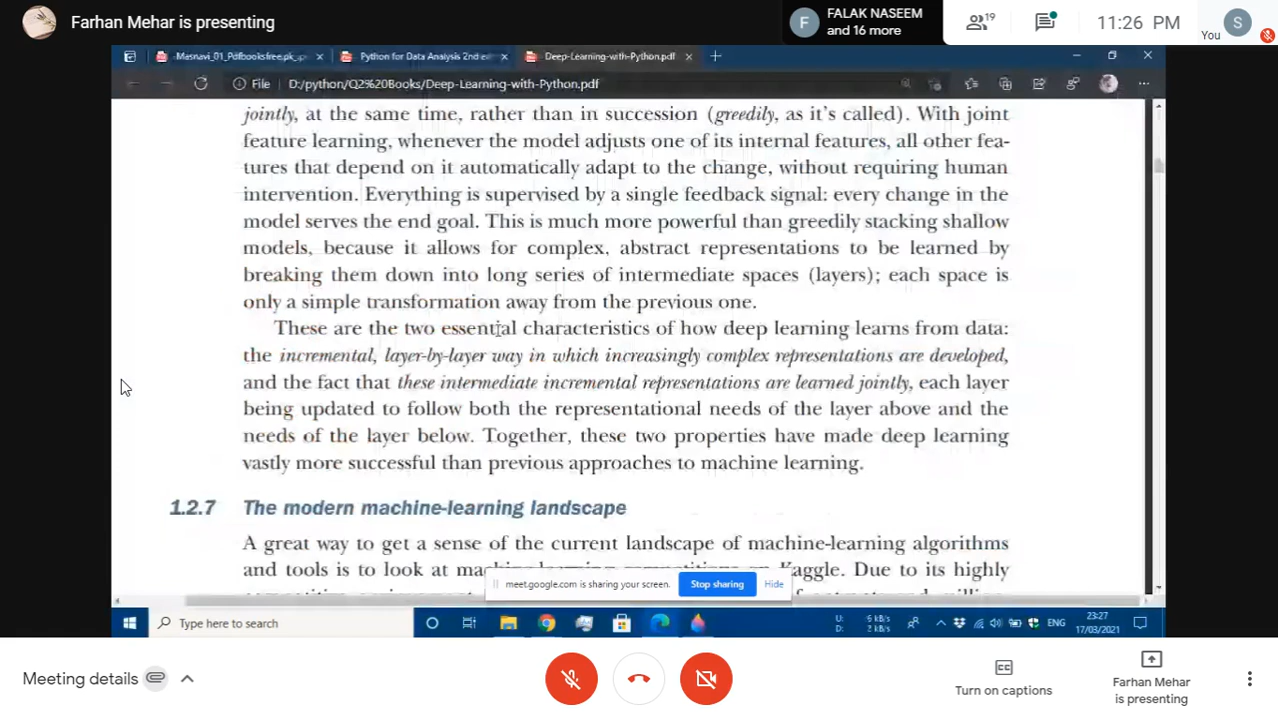 Farhan Mehar is presenting
F
FALAK NASEEM
and 16 more
19
11:26 PM
You
S
Masnavi_01_Pdfbooksfree.pk_
Python for Data Analysis 2nd
Deep-Learning-with-Python.pdf
File
D:/python/Q2%20Books/Deep-Learning-with-Python.pdf
jointly, at the same time, rather than in succession (greedily, as it's called). With joint
feature learning, whenever the model adjusts one of its internal features, all other fea-
tures that depend on it automatically adapt to the change, without requiring human
intervention. Everything is supervised by a single feedback signal: every change in the
model serves the end goal. This is much more powerful than greedily stacking shallow
models, because it allows for complex, abstract representations to be learned by
breaking them down into long series of intermediate spaces (layers); each space is
only a simple transformation away from the previous one.
These are the two essential characteristics of how deep learning learns from data:
the incremental, layer-by-layer way in which increasingly complex representations are developed,
and the fact that these intermediate incremental representations are learned jointly, each layer
being updated to follow both the representational needs of the layer above and the
needs of the layer below. Together, these two properties have made deep learning
vastly more successful than previous approaches to machine learning.
1.2.7 The modern machine-learning landscape
A great way to get a sense of the current landscape of machine-learning algorithms
and tools is to look at Kaggle. Due to its highly
meet.google.com is sharing your screen.
Stop sharing
Hide
Type here to search
U: 5 kB/s
D: 2 kB/s
ENG
23:27
17/03/2021
Meeting details
CC
Turn on captions
Farhan Mehar
is presenting